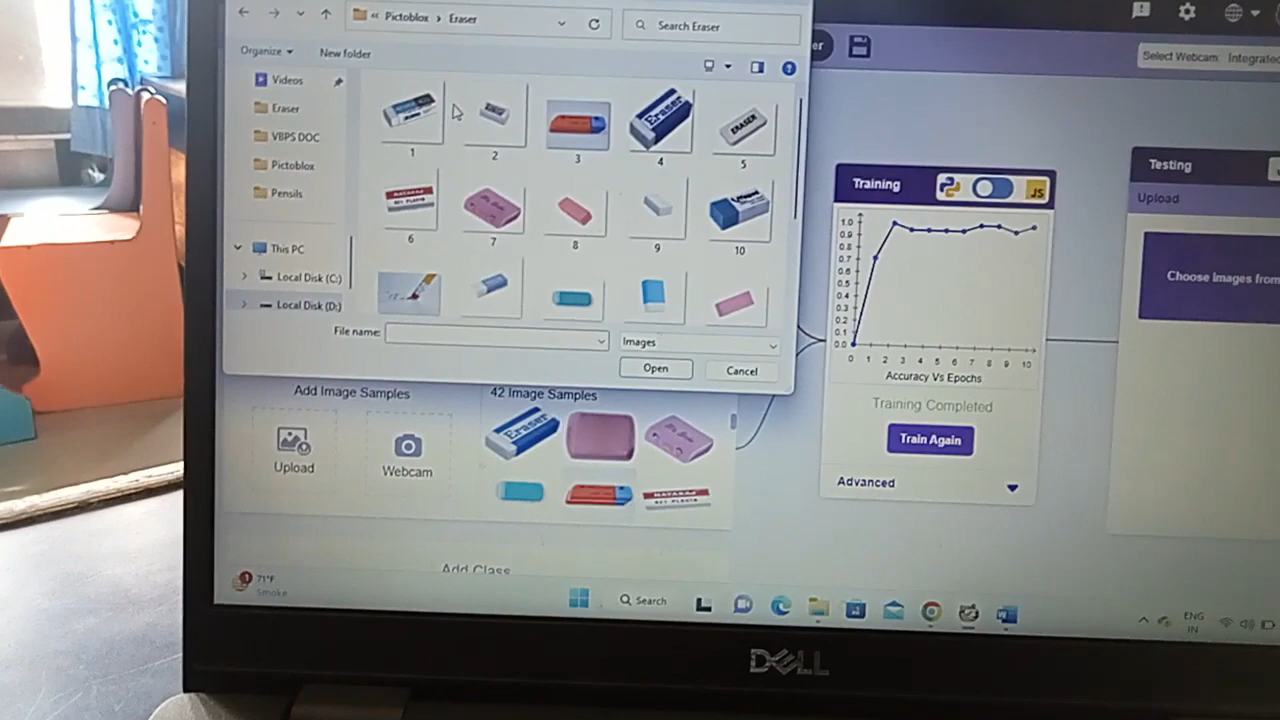 « Pictoblox › Eraser
Search Eraser
er
Select Webcam: Integrated
Organize
New folder
Videos
Eraser
VBPS DOC
Pictoblox
Pensils
This PC
Local Disk (C:)
Local Disk (D:)
Eraser
ERASER
1
2
3
4
5
6
7
8
9
10
File name:
Images
Open
Cancel
Training
JS
1.0
0.9
0.8
0.7
0.6
0.5
0.4
0.3
0.2
0.1
0.0
0 1 2 3 4 5 6 7 8 9 10
Accuracy Vs Epochs
Training Completed
Train Again
Advanced
Testing
Upload
Choose images from
Add Image Samples
42 Image Samples
Upload
Webcam
Eraser
Add Class
1
71°F
Smoke
Search
ENG
IN
DELL